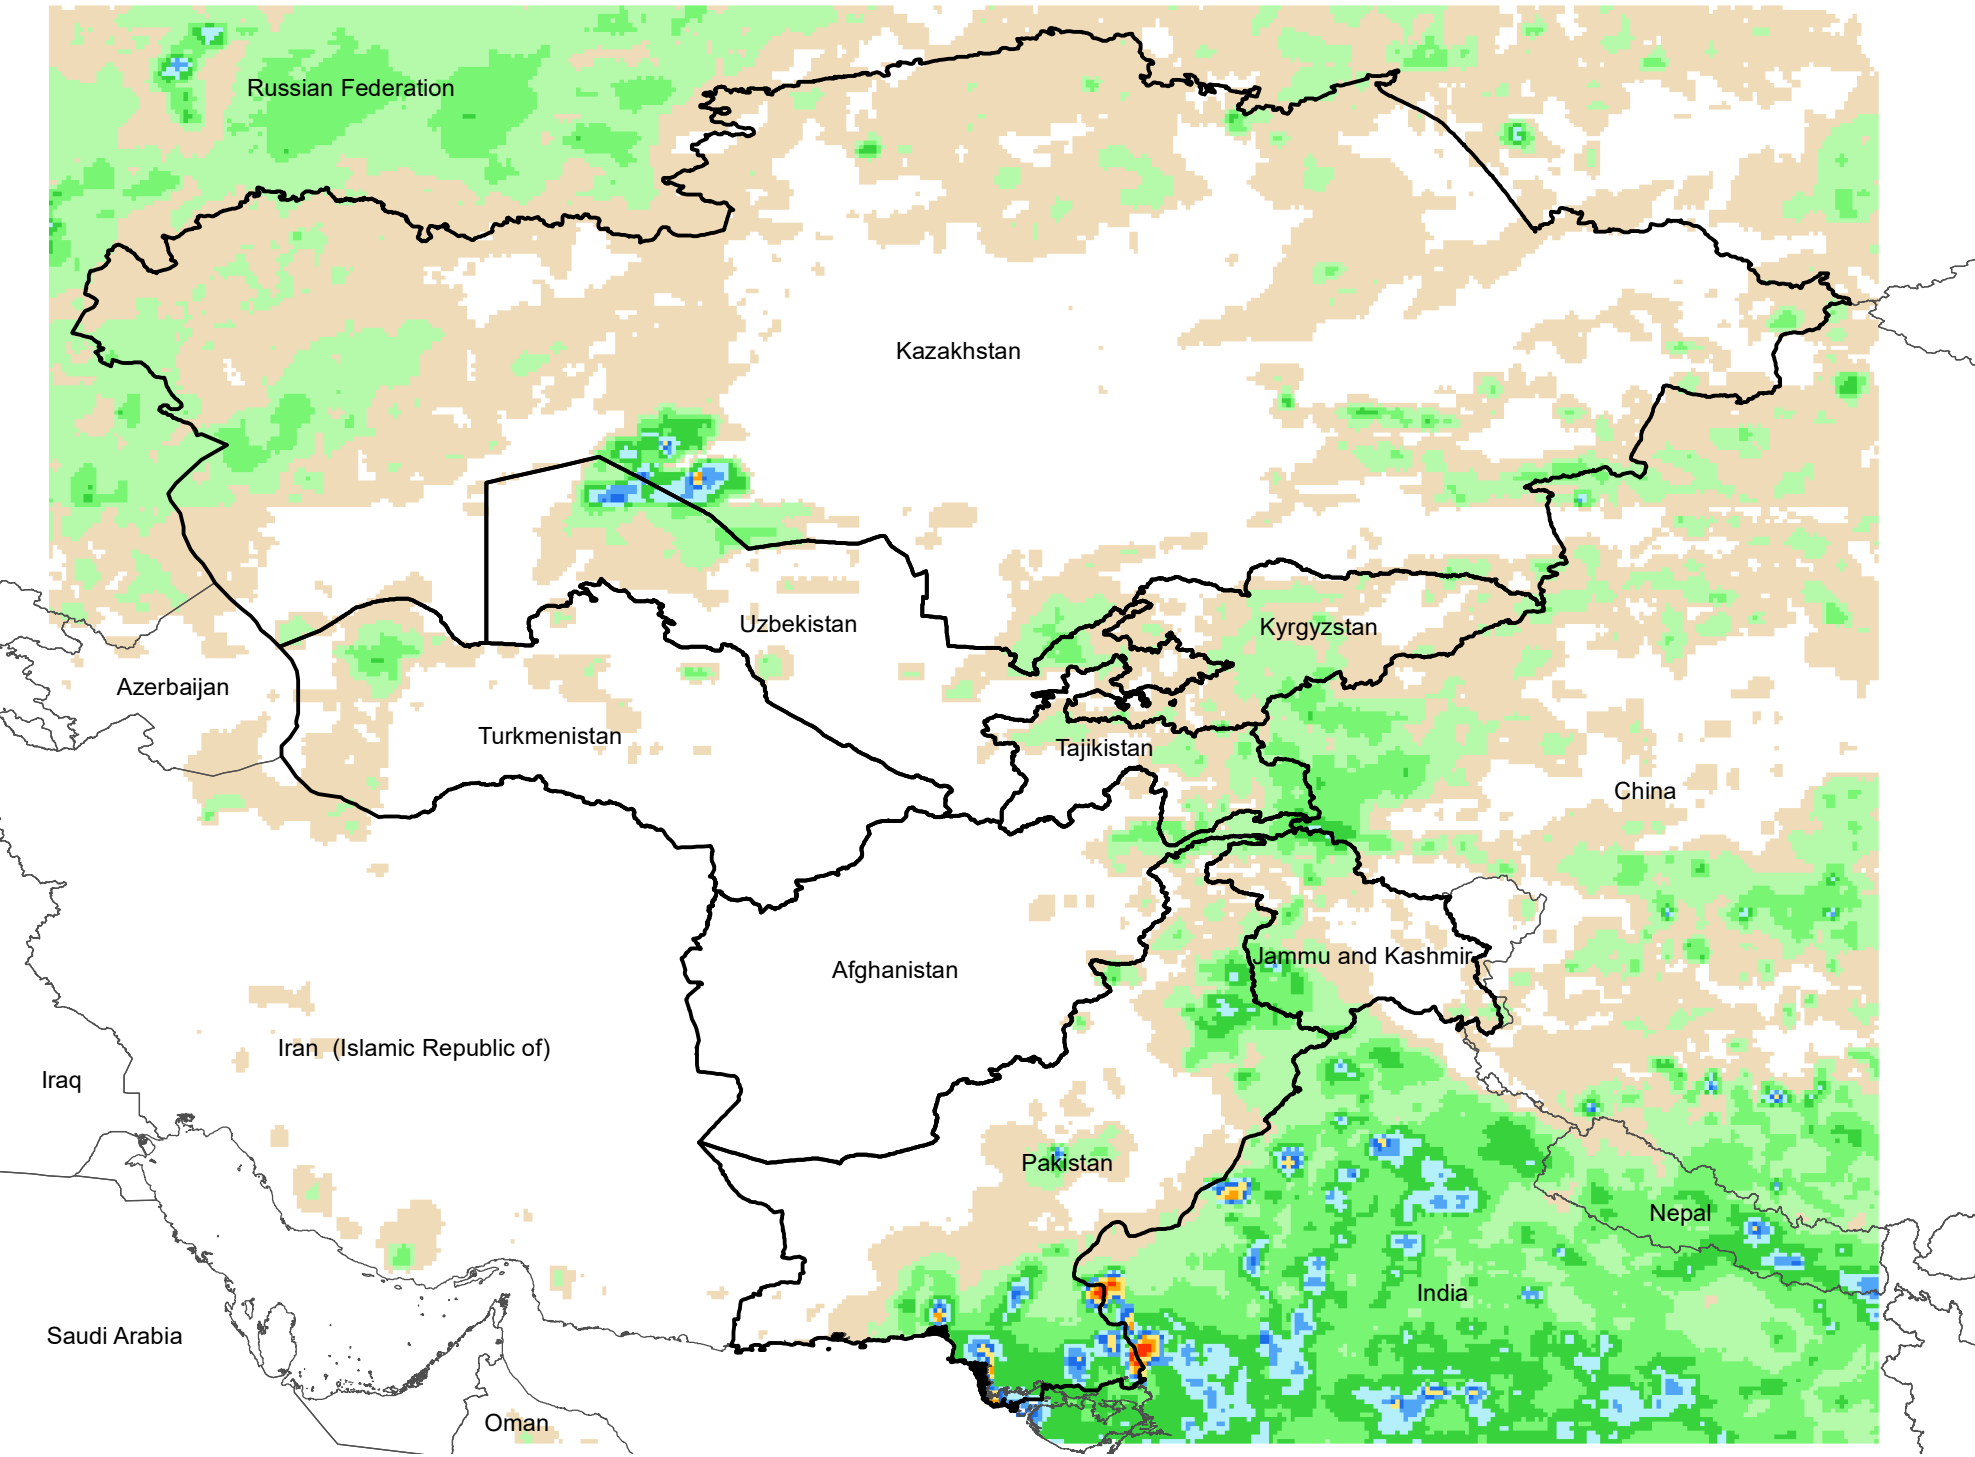 Russian Federation
Kazakhstan
Uzbekistan
Kyrgyzstan
Azerbaijan
Turkmenistan
Tajikistan
China
Jammu and Kashmir
Afghanistan
Iran  (Islamic Republic of)
Iraq
Pakistan
Nepal
India
Saudi Arabia
Oman